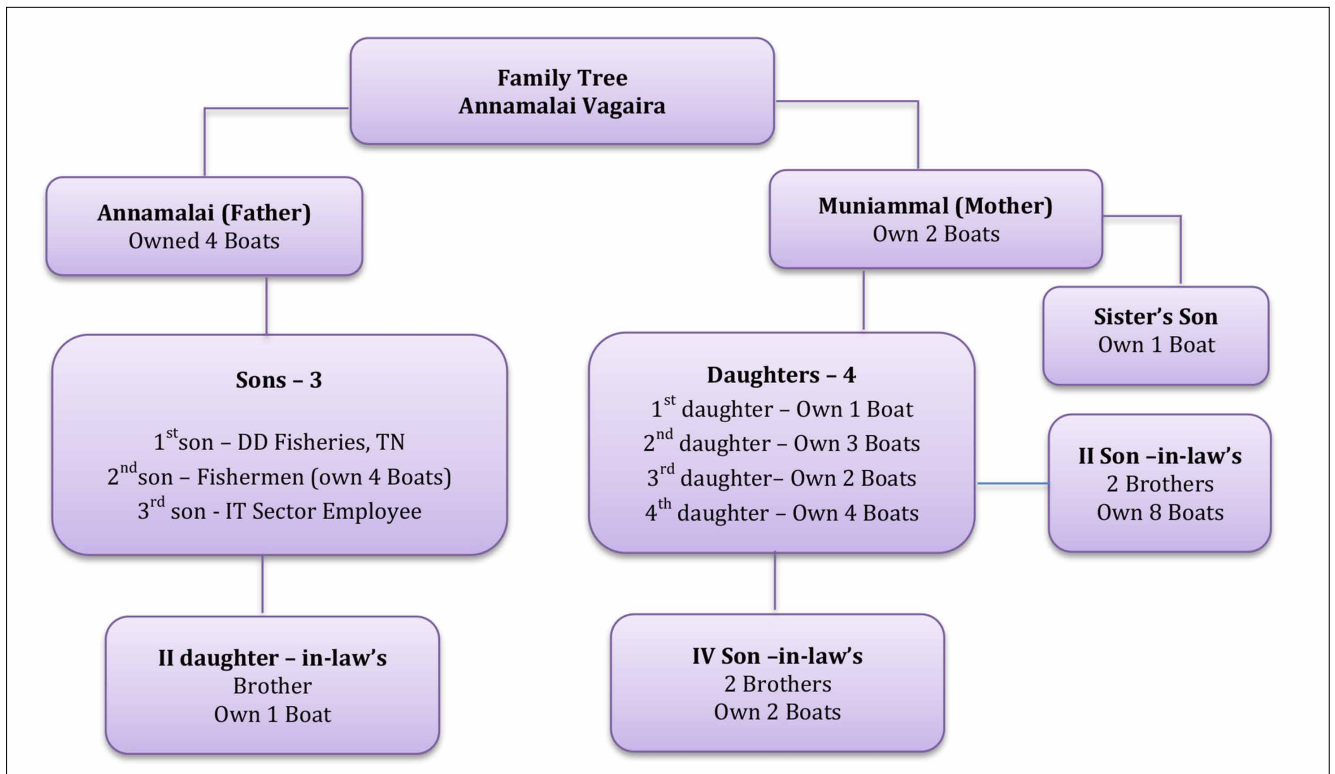 Family Tree
Annamalai Vagaira
Annamalai (Father)
Owned 4 Boats
Muniammal (Mother)
Own 2 Boats
Sister’s Son
Own 1 Boat
Sons – 3
1st son – DD Fisheries, TN
2nd son – Fishermen (own 4 Boats)
3rd son - IT Sector Employee
Daughters – 4
1st daughter – Own 1 Boat
2nd daughter – Own 3 Boats
3rd daughter– Own 2 Boats
4th daughter – Own 4 Boats
II Son –in-law’s
2 Brothers
Own 8 Boats
II daughter – in-law’s
Brother
Own 1 Boat
IV Son –in-law’s
2 Brothers
Own 2 Boats